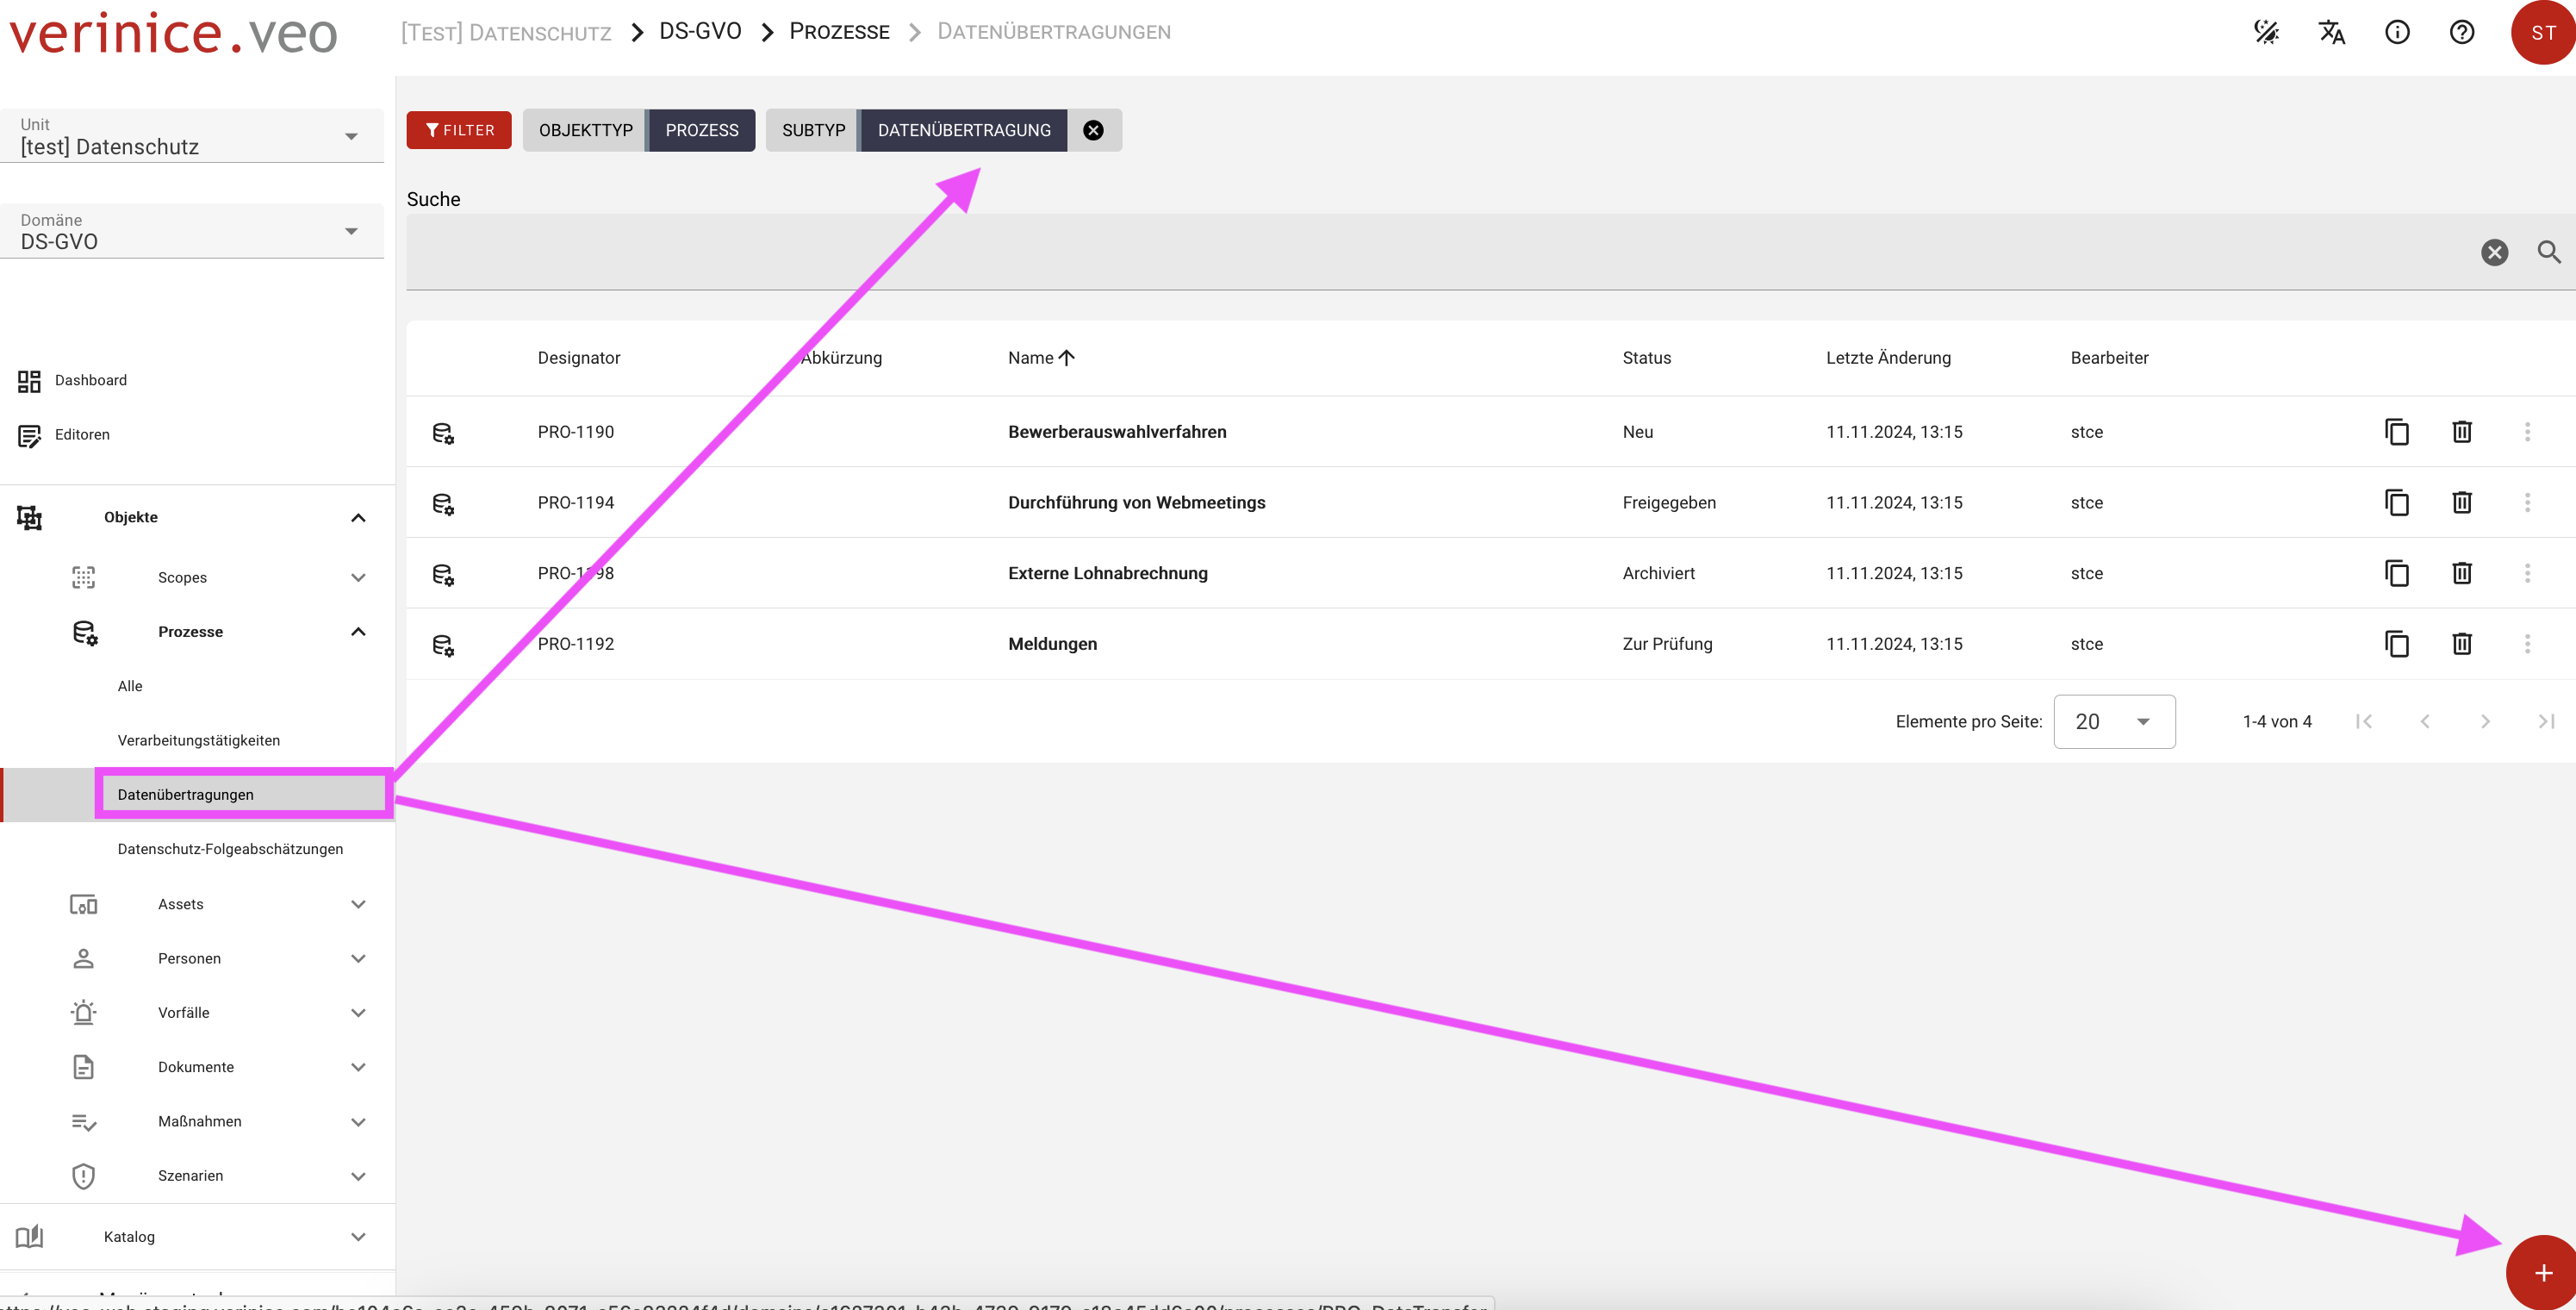 verinice.veo
[Test] Datenschutz > DS-GVO > Prozesse > Datenübertragungen
ST
Unit
[test] Datenschutz
Domäne
DS-GVO
Dashboard
Editoren
Objekte
Scopes
Prozesse
Alle
Verarbeitungstätigkeiten
Datenübertragungen
Datenschutz-Folgeabschätzungen
Assets
Personen
Vorfälle
Dokumente
Maßnahmen
Szenarien
Katalog
FILTER OBJEKTTYP PROZESS SUBTYP DATENÜBERTRAGUNG
Suche
Designator Abkürzung Name Status Letzte Änderung Bearbeiter
PRO-1190 Bewerberauswahlverfahren Neu 11.11.2024, 13:15 stce
PRO-1194 Durchführung von Webmeetings Freigegeben 11.11.2024, 13:15 stce
PRO-1198 Externe Lohnabrechnung Archiviert 11.11.2024, 13:15 stce
PRO-1192 Meldungen Zur Prüfung 11.11.2024, 13:15 stce
Elemente pro Seite: 20 1-4 von 4